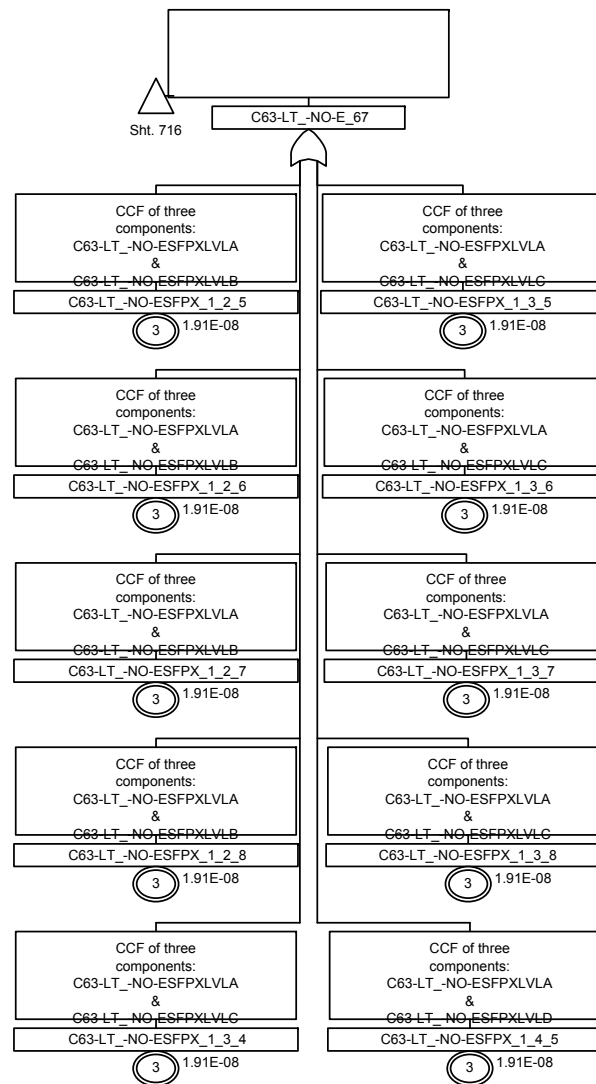 Sht. 716
C63-LT_-NO-E_67
CCF of three
components:
C63-LT_-NO-ESFPXLVLA
&
C63-LT_-NO-ESFPXLVLB
C63-LT_-NO-ESFPX_1_2_5
3
1.91E-08
CCF of three
components:
C63-LT_-NO-ESFPXLVLA
&
C63-LT_-NO-ESFPXLVLC
C63-LT_-NO-ESFPX_1_3_5
3
1.91E-08
CCF of three
components:
C63-LT_-NO-ESFPXLVLA
&
C63-LT_-NO-ESFPXLVLB
C63-LT_-NO-ESFPX_1_2_6
3
1.91E-08
CCF of three
components:
C63-LT_-NO-ESFPXLVLA
&
C63-LT_-NO-ESFPXLVLC
C63-LT_-NO-ESFPX_1_3_6
3
1.91E-08
CCF of three
components:
C63-LT_-NO-ESFPXLVLA
&
C63-LT_-NO-ESFPXLVLB
C63-LT_-NO-ESFPX_1_2_7
3
1.91E-08
CCF of three
components:
C63-LT_-NO-ESFPXLVLA
&
C63-LT_-NO-ESFPXLVLC
C63-LT_-NO-ESFPX_1_3_7
3
1.91E-08
CCF of three
components:
C63-LT_-NO-ESFPXLVLA
&
C63-LT_-NO-ESFPXLVLB
C63-LT_-NO-ESFPX_1_2_8
3
1.91E-08
CCF of three
components:
C63-LT_-NO-ESFPXLVLA
&
C63-LT_-NO-ESFPXLVLC
C63-LT_-NO-ESFPX_1_3_8
3
1.91E-08
CCF of three
components:
C63-LT_-NO-ESFPXLVLA
&
C63-LT_-NO-ESFPXLVLC
C63-LT_-NO-ESFPX_1_3_4
3
1.91E-08
CCF of three
components:
C63-LT_-NO-ESFPXLVLA
&
C63-LT_-NO-ESFPXLVLD
C63-LT_-NO-ESFPX_1_4_5
3
1.91E-08